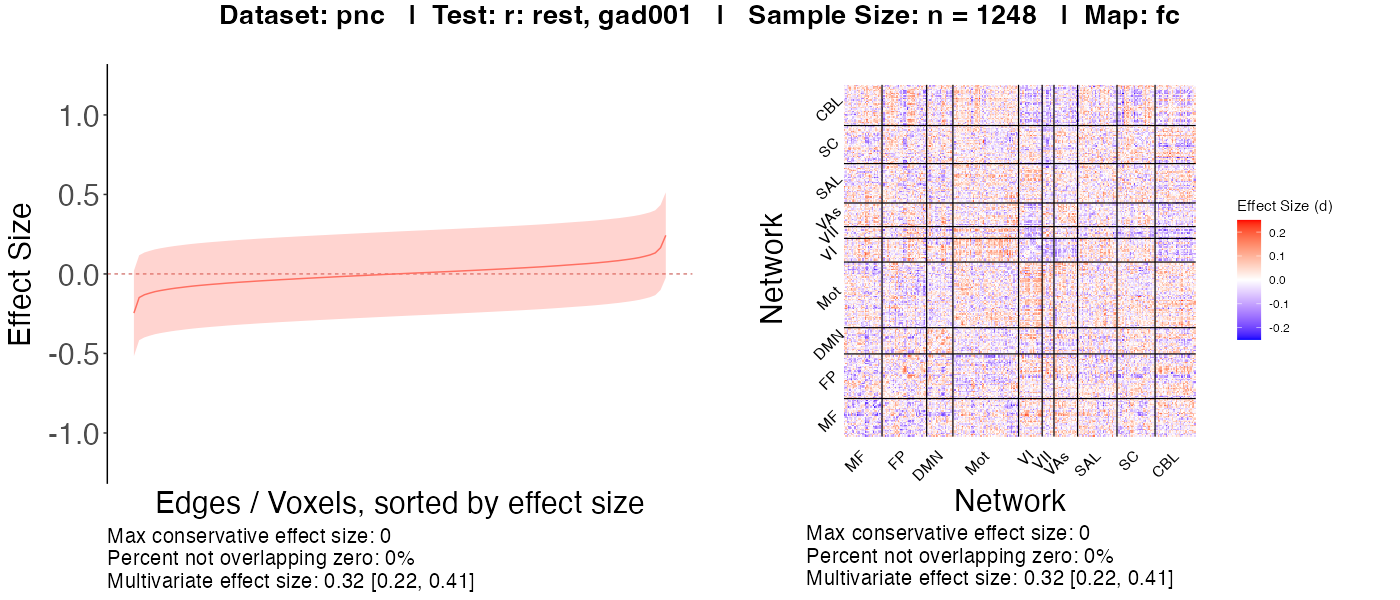 Dataset: pnc | Test: r: rest, gad001 | Sample Size: n = 1248 | Map: fc
Effect Size
1.0
0.5
0.0
-0.5
-1.0
Edges / Voxels, sorted by effect size
Max conservative effect size: 0
Percent not overlapping zero: 0%
Multivariate effect size: 0.32 [0.22, 0.41]
Network
CBL
SC
SAL
VAs
VII
VI
Mot
DMN
FP
MF
MF
FP
DMN
Mot
VI
VII
VAs
SAL
SC
CBL
Network
Max conservative effect size: 0
Percent not overlapping zero: 0%
Multivariate effect size: 0.32 [0.22, 0.41]
Effect Size (d)
0.2
0.1
0.0
-0.1
-0.2